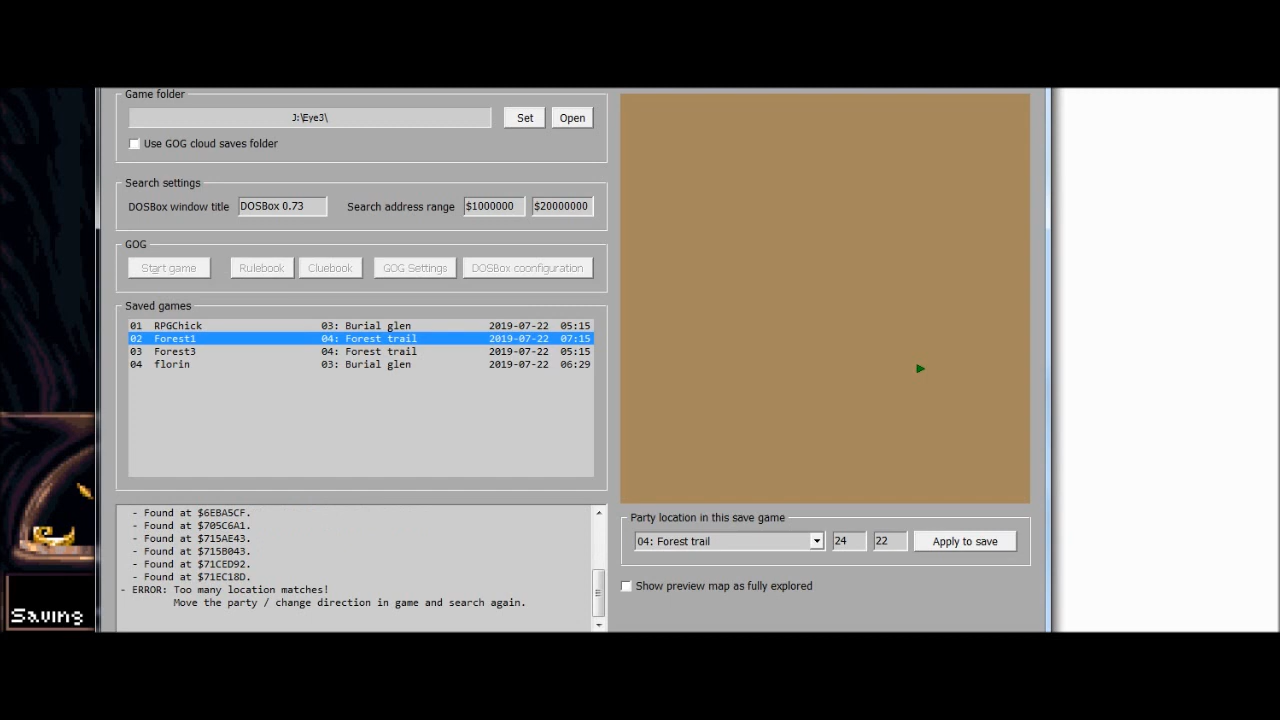 Game folder
J:\Eye3\
Set
Open
Use GOG cloud saves folder
Search settings
DOSBox window title
DOSBox 0.73
Search address range
$1000000
$20000000
GOG
Start game
Rulebook
Cluebook
GOG Settings
DOSBox coonfiguration
Saved games
01 RPGChick 03: Burial glen 2019-07-22 05:15
02 Forest1 04: Forest trail 2019-07-22 07:15
03 Forest3 04: Forest trail 2019-07-22 05:15
04 florin 03: Burial glen 2019-07-22 06:29
- Found at $6EBA5CF.
- Found at $705C6A1.
- Found at $715AE43.
- Found at $715B043.
- Found at $71CED92.
- Found at $71EC18D.
- ERROR: Too many location matches!
Move the party / change direction in game and search again.
Party location in this save game
04: Forest trail
24
22
Apply to save
Show preview map as fully explored
Saving